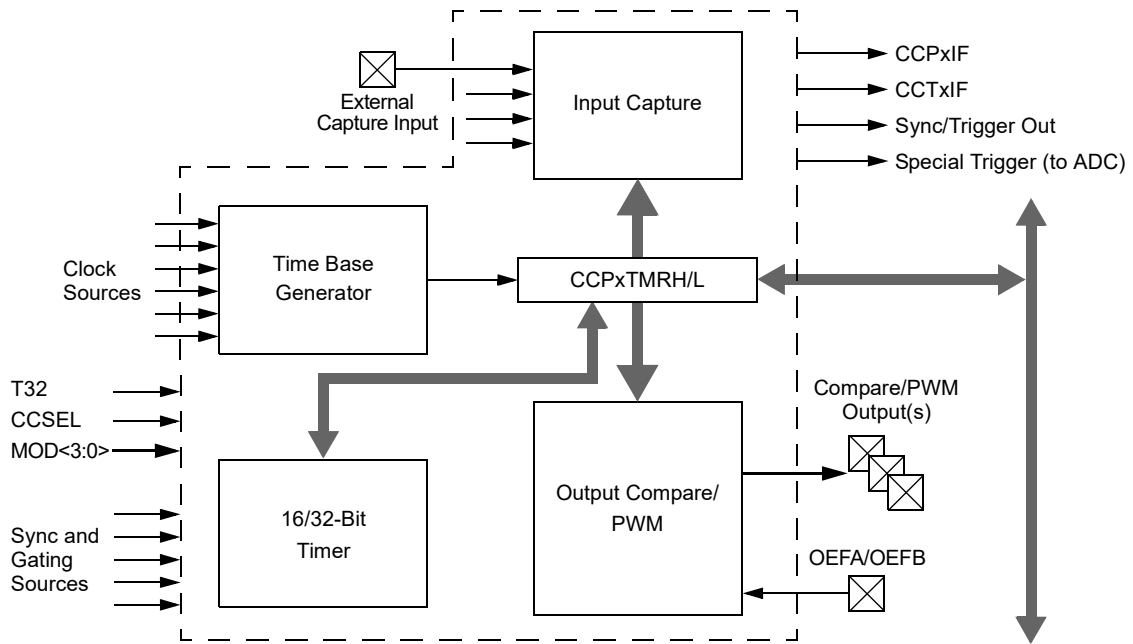 Input Capture
External
Capture Input
CCPxIF
CCTxIF
Sync/Trigger Out
Special Trigger (to ADC)
Clock
Sources
Time Base
Generator
CCPxTMRH/L
T32
CCSEL
MOD<3:0>
Sync and
Gating
Sources
16/32-Bit
Timer
Output Compare/
PWM
Compare/PWM
Output(s)
OEFA/OEFB